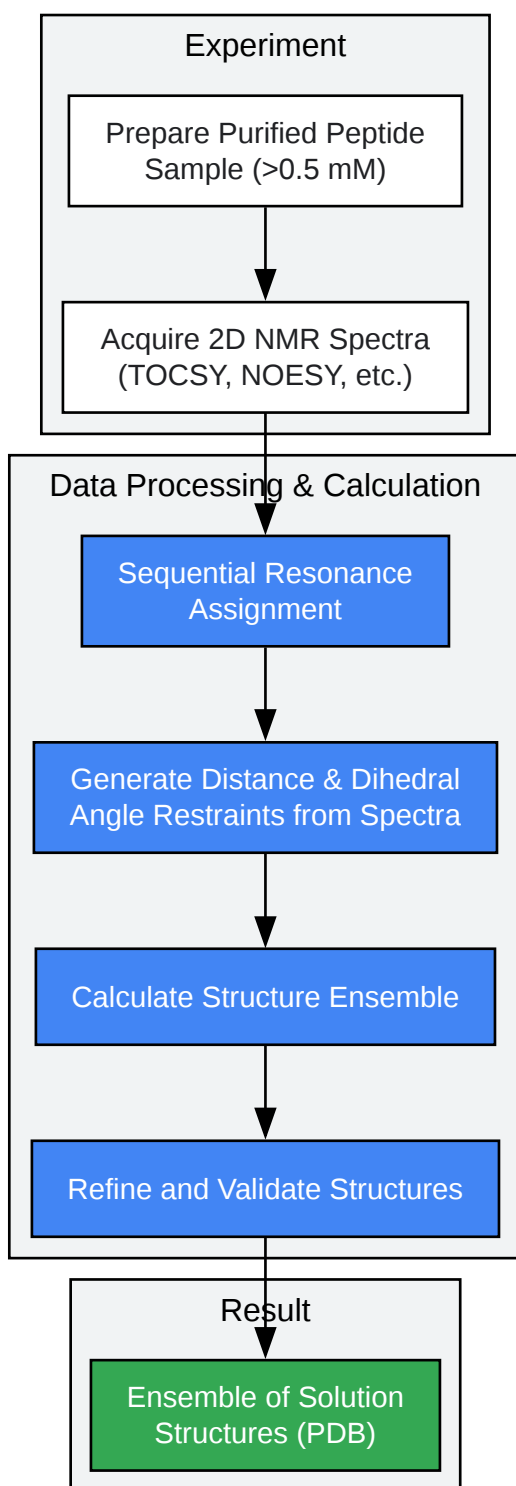 Experiment
Prepare Purified Peptide
Sample (>0.5 mM)
Acquire 2D NMR Spectra
(TOCSY, NOESY, etc.)
Data Processing & Calculation
Sequential Resonance
Assignment
Generate Distance & Dihedral
Angle Restraints from Spectra
Calculate Structure Ensemble
Refine and Validate Structures
Result
Ensemble of Solution
Structures (PDB)